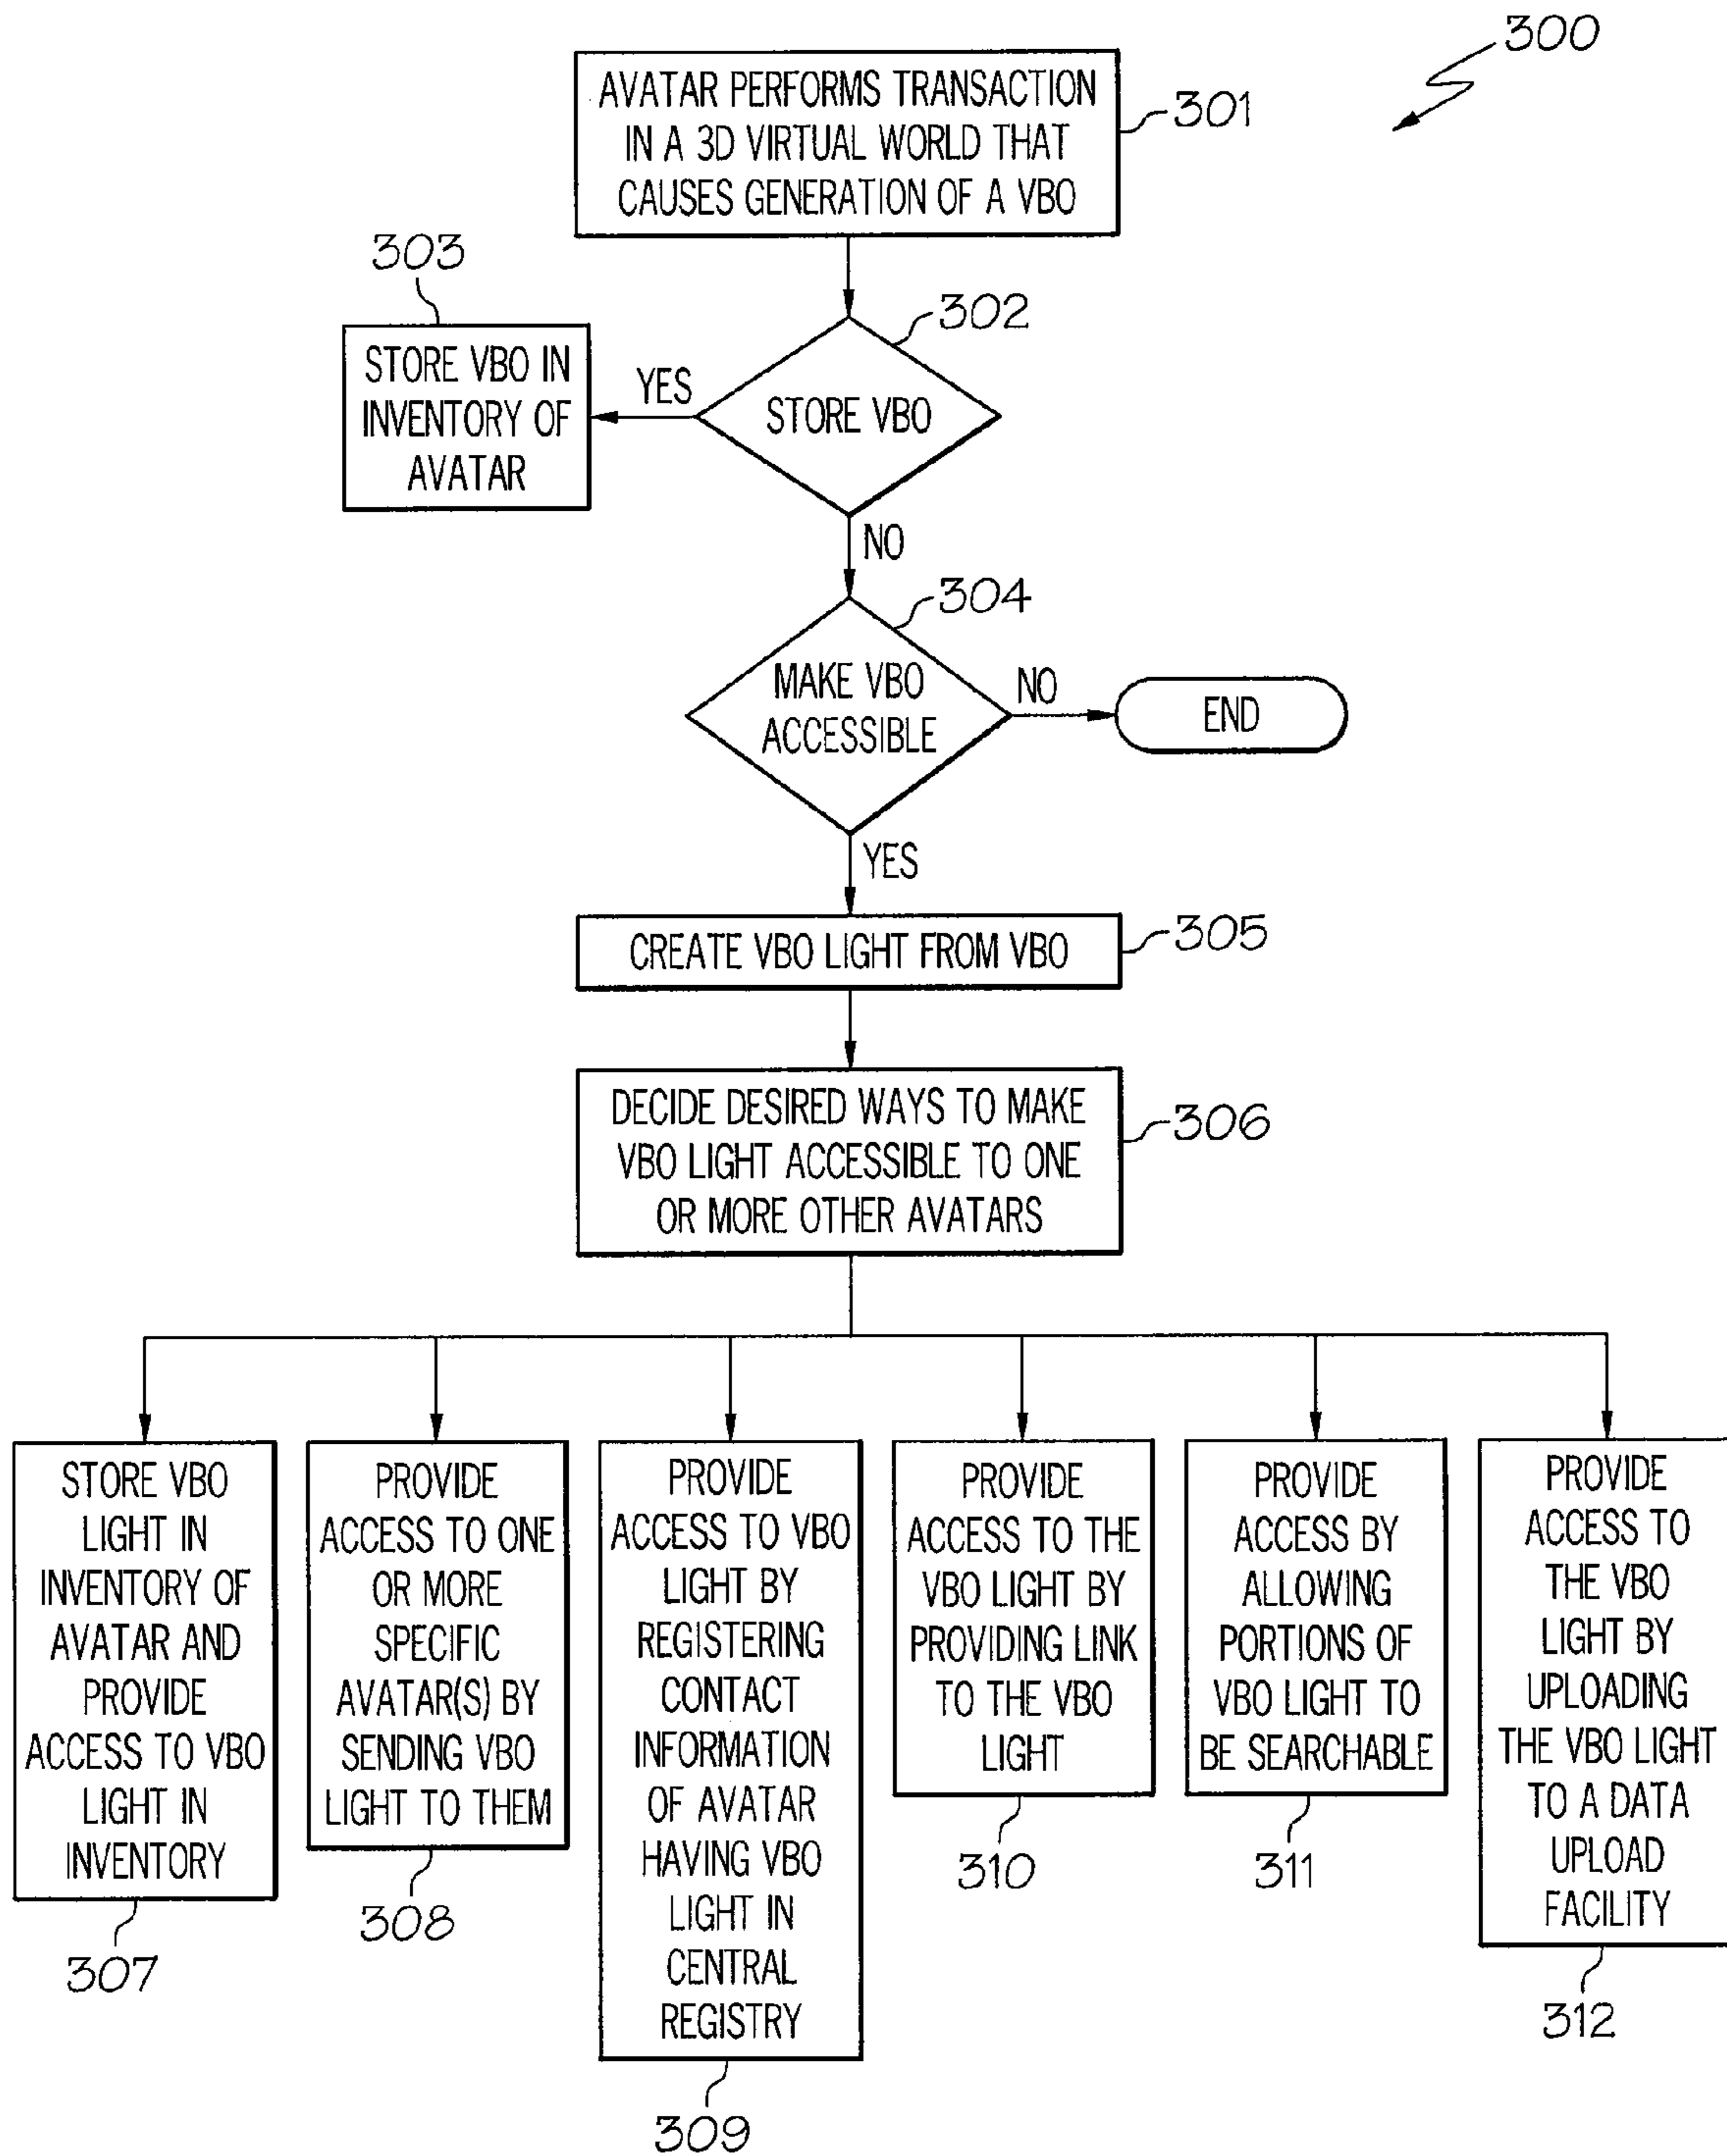 300
AVATAR PERFORMS TRANSACTION
IN A 3D VIRTUAL WORLD THAT
CAUSES GENERATION OF A VBO
301
303
302
STORE VBO IN
INVENTORY OF
AVATAR
YES
STORE VBO
NO
304
MAKE VBO
ACCESSIBLE
NO
END
YES
CREATE VBO LIGHT FROM VBO
305
DECIDE DESIRED WAYS TO MAKE
VBO LIGHT ACCESSIBLE TO ONE
OR MORE OTHER AVATARS
306
STORE VBO
LIGHT IN
INVENTORY OF
AVATAR AND
PROVIDE
ACCESS TO VBO
LIGHT IN
INVENTORY
307
PROVIDE
ACCESS TO ONE
OR MORE
SPECIFIC
AVATAR(S) BY
SENDING VBO
LIGHT TO THEM
308
PROVIDE
ACCESS TO VBO
LIGHT BY
REGISTERING
CONTACT
INFORMATION
OF AVATAR
HAVING VBO
LIGHT IN
CENTRAL
REGISTRY
309
PROVIDE
ACCESS TO THE
VBO LIGHT BY
PROVIDING LINK
TO THE VBO
LIGHT
310
PROVIDE
ACCESS BY
ALLOWING
PORTIONS OF
VBO LIGHT TO
BE SEARCHABLE
311
PROVIDE
ACCESS TO
THE VBO
LIGHT BY
UPLOADING
THE VBO LIGHT
TO A DATA
UPLOAD
FACILITY
312